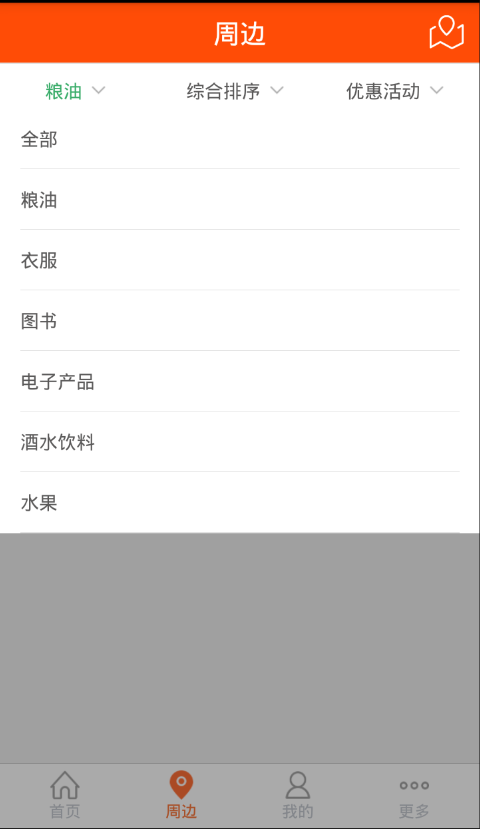 周边
粮油 综合排序 优惠活动
全部
粮油
衣服
图书
电子产品
酒水饮料
水果
首页 周边 我的 更多